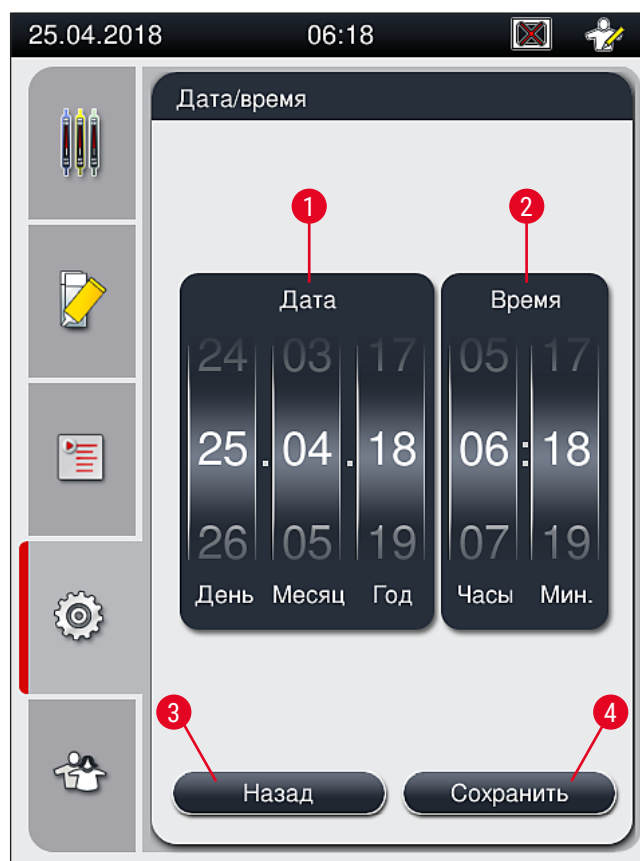 25.04.2018 06:18
Дата/время
1 2
Дата Время
24 03 17 05 17
25 . 04 . 18 06 : 18
26 05 19 07 19
День Месяц Год Часы Мин.
3 4
Назад Сохранить